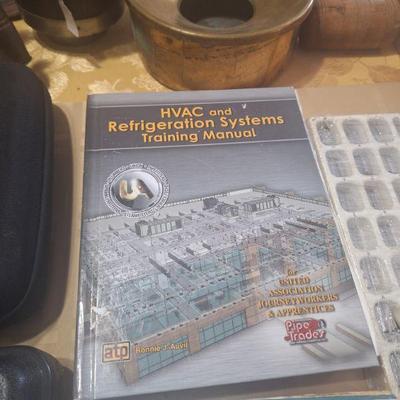 HVAC and
Refrigeration Systems
Training Manual
UA
for
UNITED
ASSOCIATION
JOURNEYWORKERS
& APPRENTICES
Pipe
Trades
atp
Ronnie J. Auvil